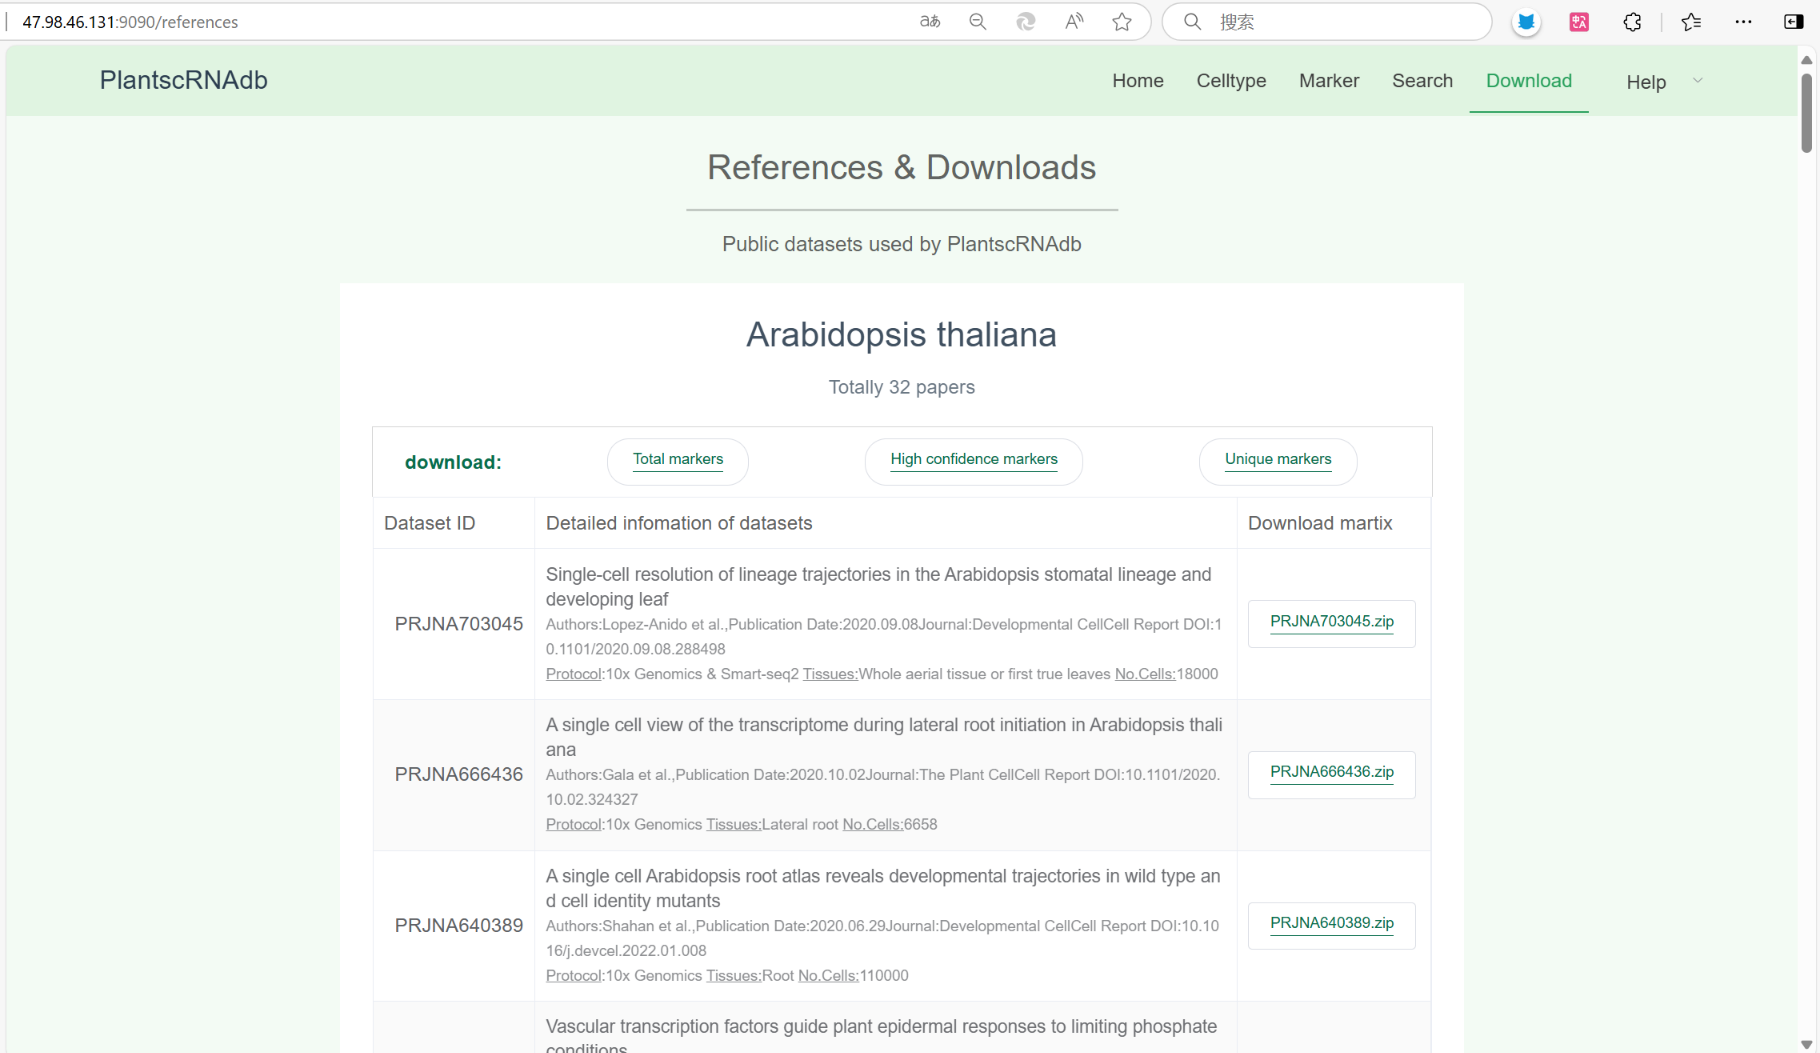 47.98.46.131:9090/references
搜索
PlantscRNAdb
Home Celltype Marker Search Download Help
References & Downloads
Public datasets used by PlantscRNAdb
Arabidopsis thaliana
Totally 32 papers
download: Total markers High confidence markers Unique markers
Dataset ID Detailed infomation of datasets Download martix
Single-cell resolution of lineage trajectories in the Arabidopsis stomatal lineage and
developing leaf
PRJNA703045 Authors:Lopez-Anido et al.,Publication Date:2020.09.08Journal:Developmental CellCell Report DOI:1 PRJNA703045.zip
0.1101/2020.09.08.288498
Protocol:10x Genomics & Smart-seq2 Tissues:Whole aerial tissue or first true leaves No.Cells:18000
A single cell view of the transcriptome during lateral root initiation in Arabidopsis thali
ana
PRJNA666436 Authors:Gala et al.,Publication Date:2020.10.02Journal:The Plant CellCell Report DOI:10.1101/2020. PRJNA666436.zip
10.02.324327
Protocol:10x Genomics Tissues:Lateral root No.Cells:6658
A single cell Arabidopsis root atlas reveals developmental trajectories in wild type an
d cell identity mutants
PRJNA640389 Authors:Shahan et al.,Publication Date:2020.06.29Journal:Developmental CellCell Report DOI:10.10 PRJNA640389.zip
16/j.devcel.2022.01.008
Protocol:10x Genomics Tissues:Root No.Cells:110000
Vascular transcription factors guide plant epidermal responses to limiting phosphate
conditions